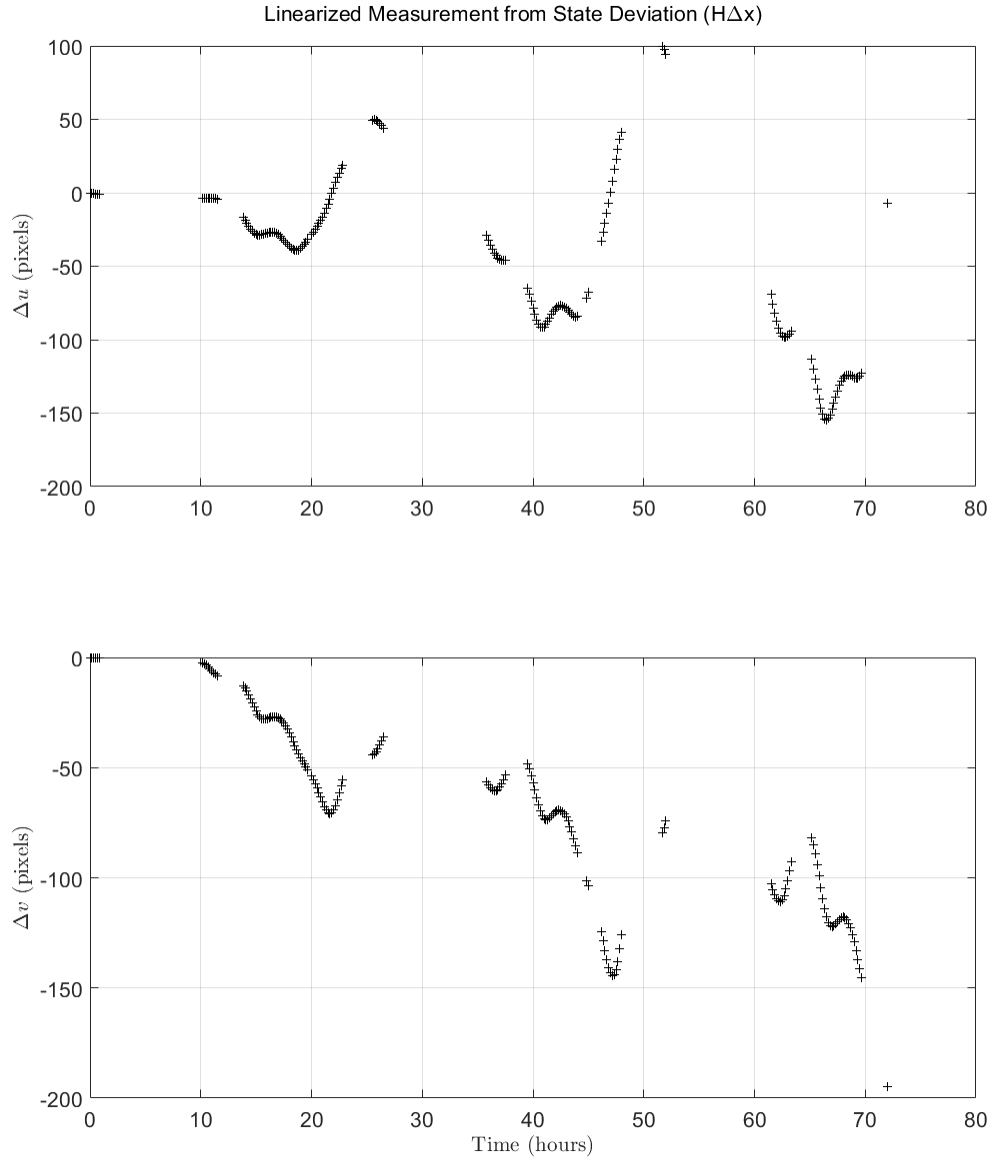 Linearized Measurement from State Deviation (HΔx)
100
50
0
-50
-100
-150
-200
Δu (pixels)
0 10 20 30 40 50 60 70 80
0
-50
-100
-150
-200
Δv (pixels)
0 10 20 30 40 50 60 70 80
Time (hours)